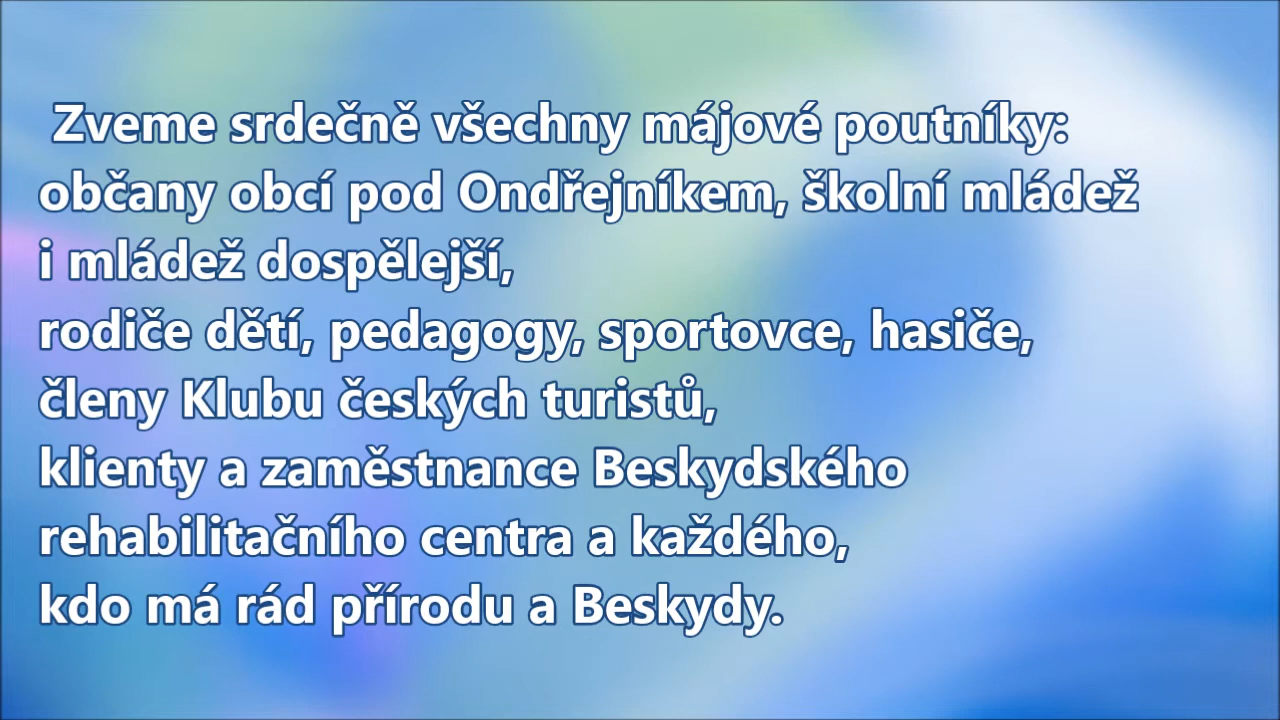 Zveme srdečně všechny májové poutníky:
občany obcí pod Ondřejníkem, školní mládež
i mládež dospělejší,
rodiče dětí, pedagogy, sportovce, hasiče,
členy Klubu českých turistů,
klienty a zaměstnance Beskydského
rehabilitačního centra a každého,
kdo má rád přírodu a Beskydy.